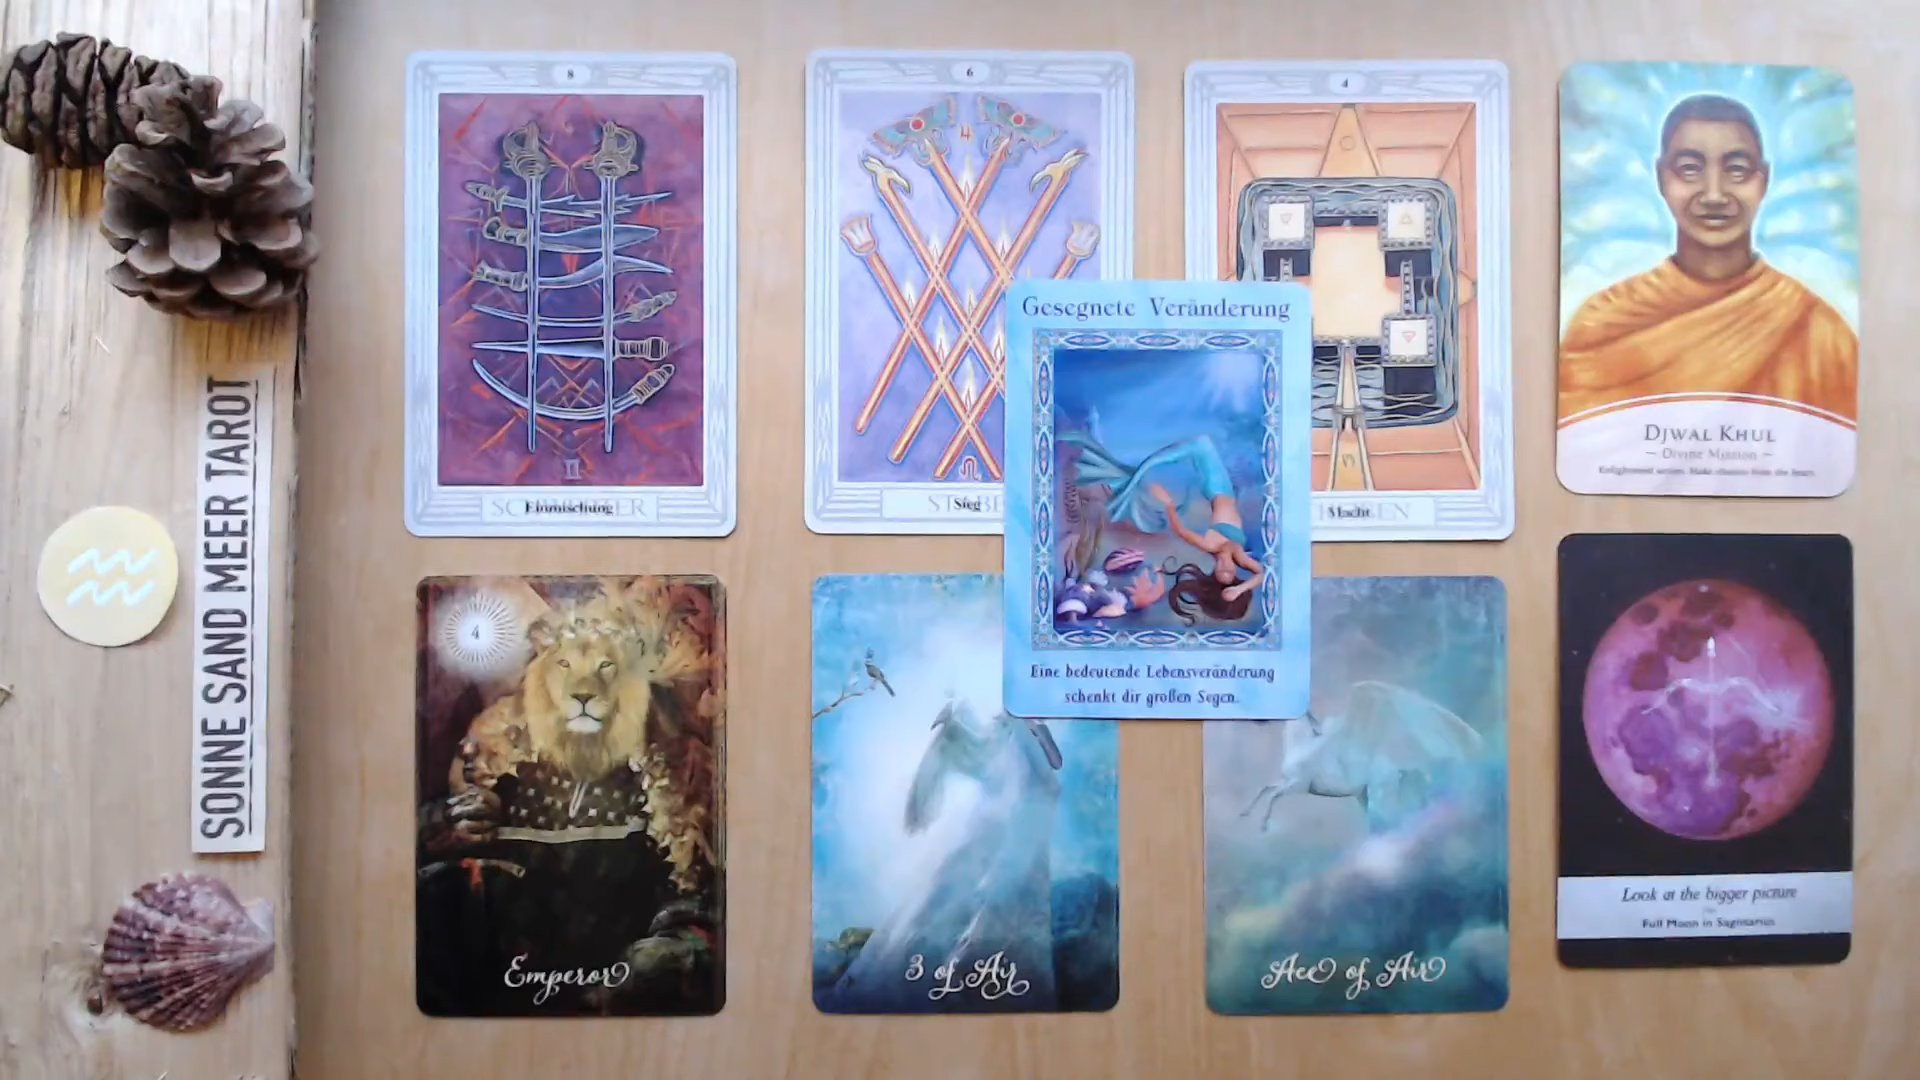 SONNE SAND MEER TAROT
8
Einmischung
6
Sieg
4
Macht
DJWAL KHUL
~ Divine Mission ~
Gesegnete Veränderung
Eine bedeutende Lebensveränderung
schenkt dir großen Segen.
4
Emperor
3 of Air
Ace of Air
Look at the bigger picture
Full Moon in Sagittarius